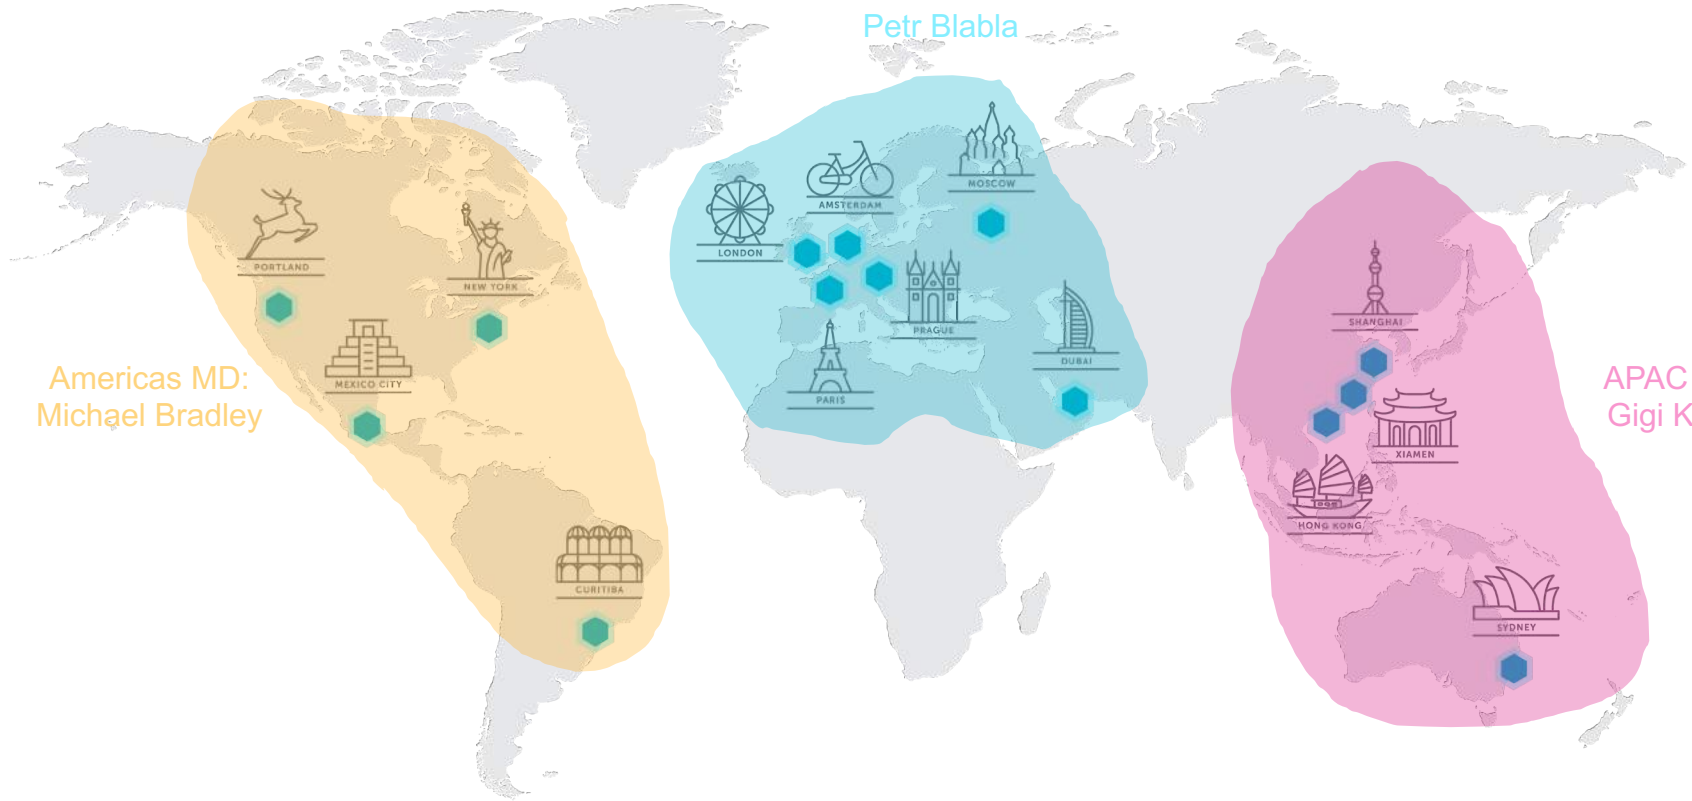 Petr Blabla
MOSCOW
AMSTERDAM
LONDON
PORTLAND
NEW YORK
PRAGUE
SHANGHAI
DUBAI
Americas MD:
Michael Bradley
MEXICO CITY
PARIS
APAC
Gigi K
XIAMEN
HONG KONG
CURITIBA
SYDNEY